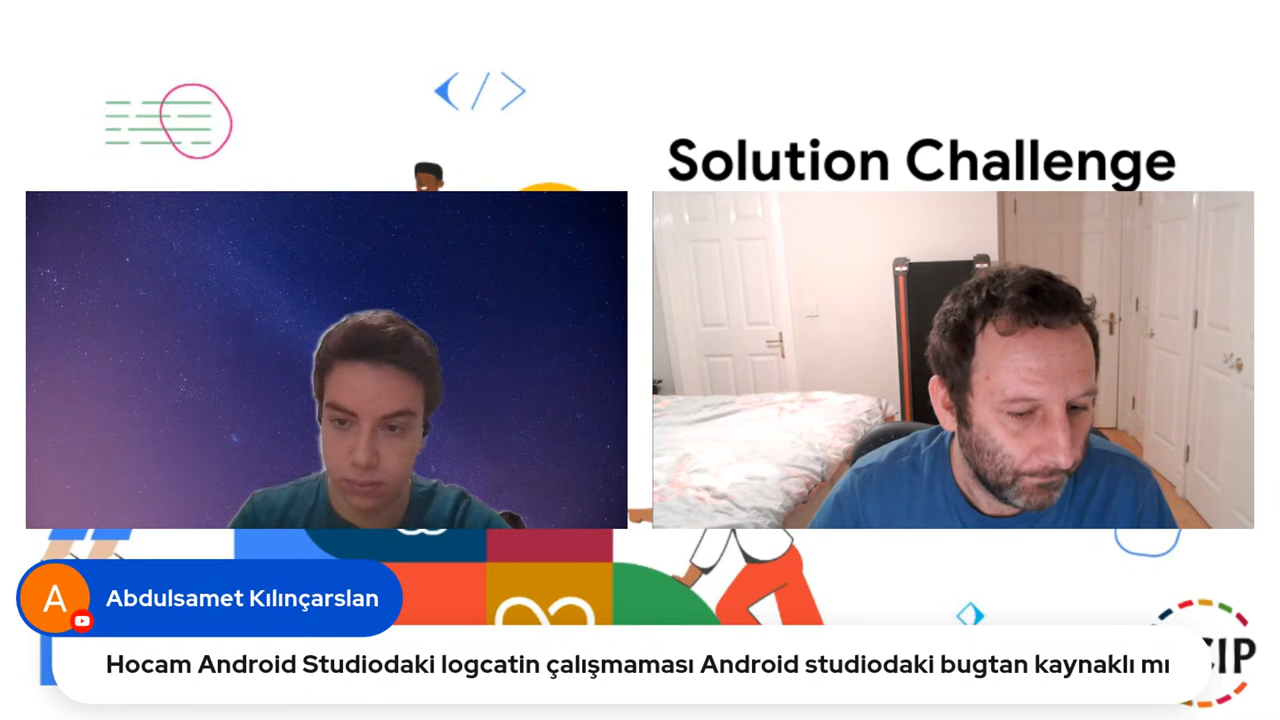 Solution Challenge
A
Abdulsamet Kılınçarslan
Hocam Android Studiodaki logcatin çalışmaması Android studiodaki bugtan kaynaklı mı